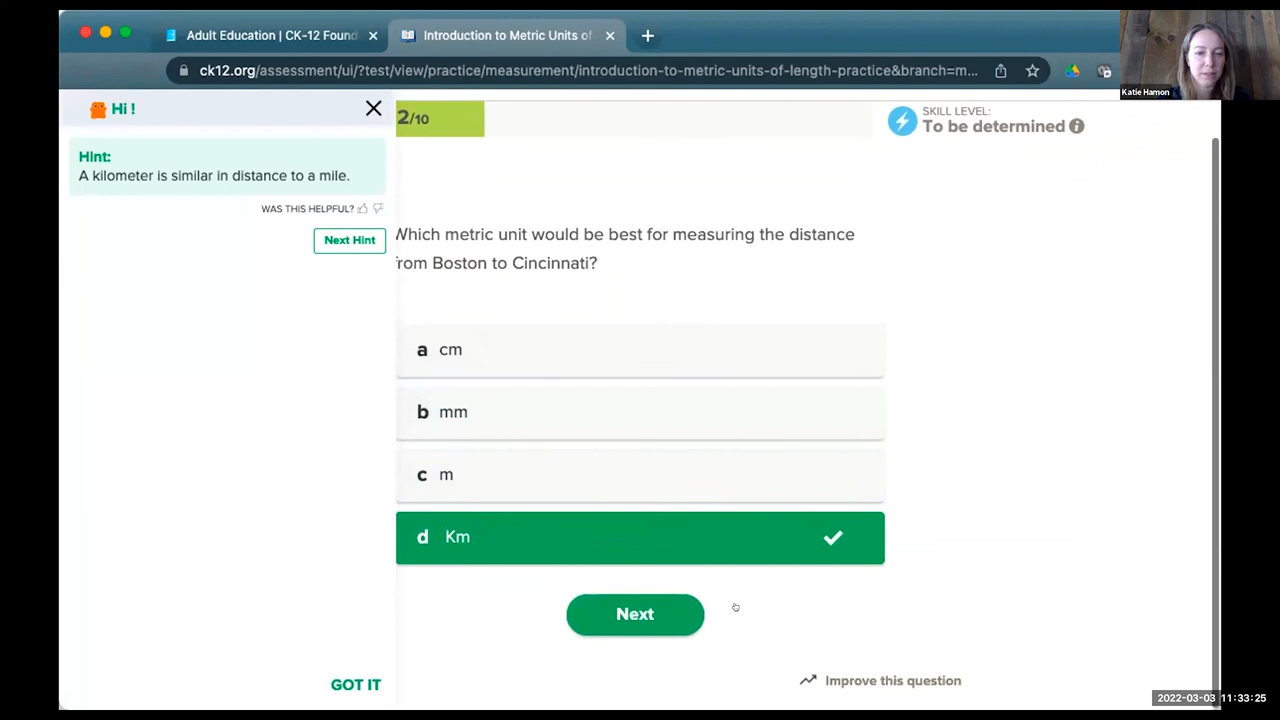 Adult Education | CK-12 Found
Introduction to Metric Units of
ck12.org/assessment/ui/?test/view/practice/measurement/introduction-to-metric-units-of-length-practice&branch=m...
Katie Hamon
Hi !
Hint:
A kilometer is similar in distance to a mile.
WAS THIS HELPFUL?
Next Hint
GOT IT
2/10
SKILL LEVEL:
To be determined
Which metric unit would be best for measuring the distance
from Boston to Cincinnati?
a cm
b mm
c m
d Km
Next
Improve this question
2022-03-03 11:33:25